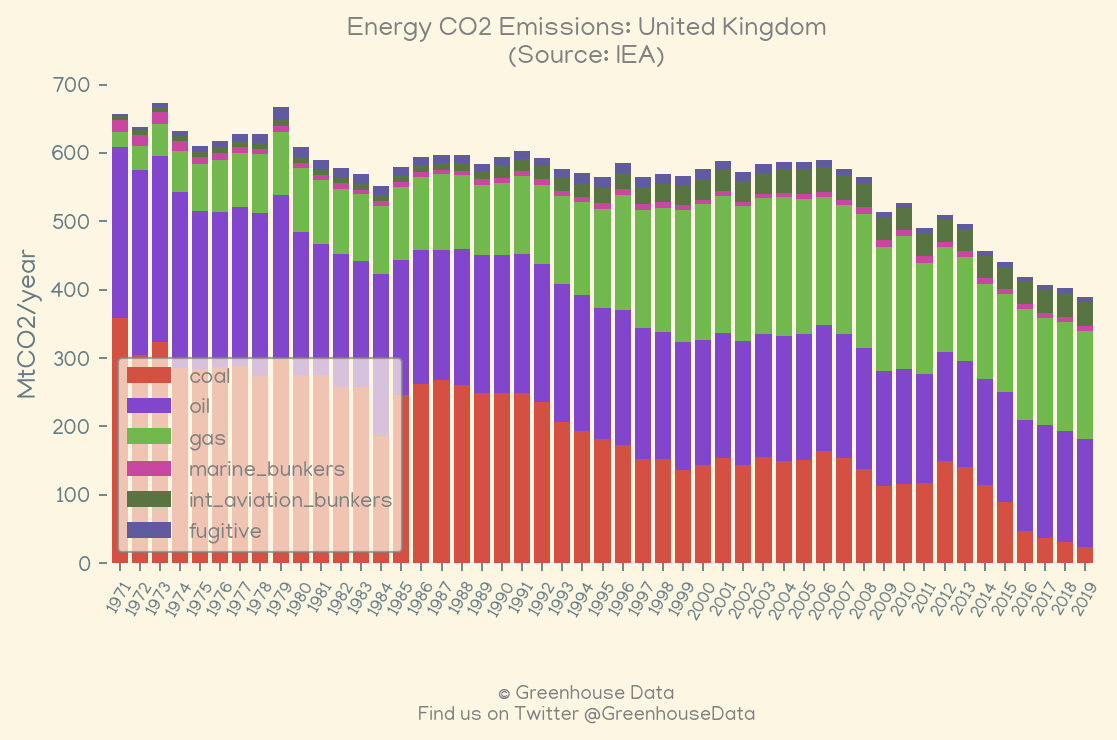 Energy CO2 Emissions: United Kingdom
(Source: IEA)
MtCO2/year
700
600
500
400
300
200
100
0
coal
oil
gas
marine_bunkers
int_aviation_bunkers
fugitive
1971 1972 1973 1974 1975 1976 1977 1978 1979 1980 1981 1982 1983 1984 1985 1986 1987 1988 1989 1990 1991 1992 1993 1994 1995 1996 1997 1998 1999 2000 2001 2002 2003 2004 2005 2006 2007 2008 2009 2010 2011 2012 2013 2014 2015 2016 2017 2018 2019
© Greenhouse Data
Find us on Twitter @GreenhouseData